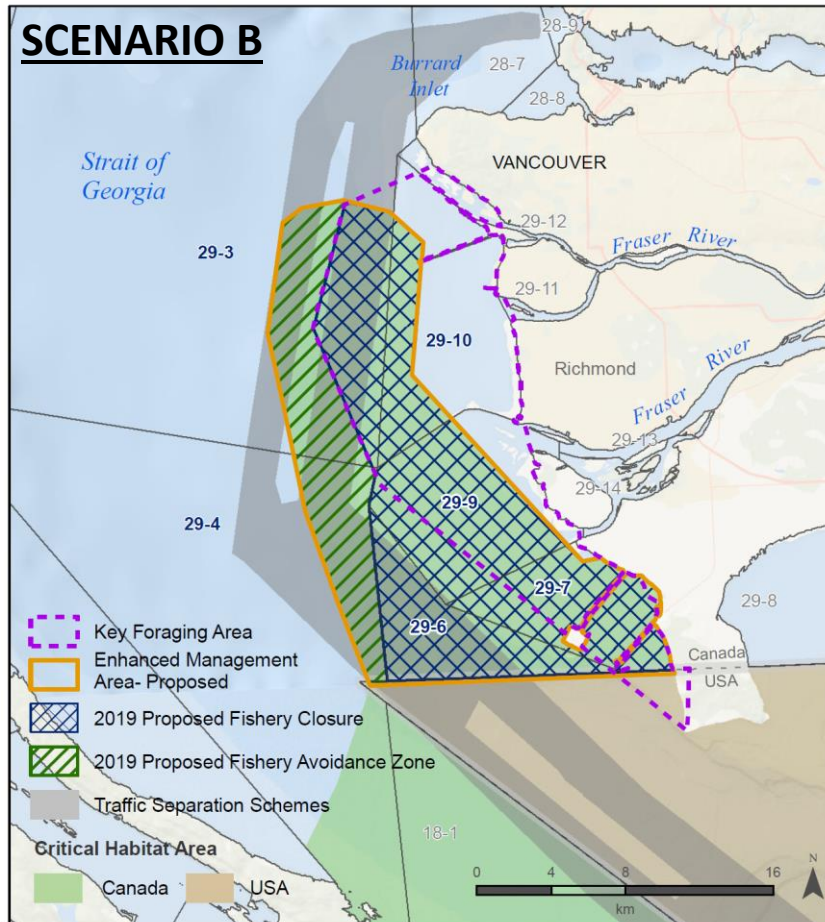 SCENARIO B
28-9
28-7
Burrard
Inlet
28-8
Strait of
Georgia
VANCOUVER
29-12
Fraser River
29-3
29-11
29-10
Richmond
Fraser River
29-13
29-14
29-9
29-4
29-7
29-8
29-6
Canada
USA
Key Foraging Area
Enhanced Management
Area- Proposed
2019 Proposed Fishery Closure
2019 Proposed Fishery Avoidance Zone
Traffic Separation Schemes
18-1
Critical Habitat Area
Canada USA
0 4 8 16
km
N